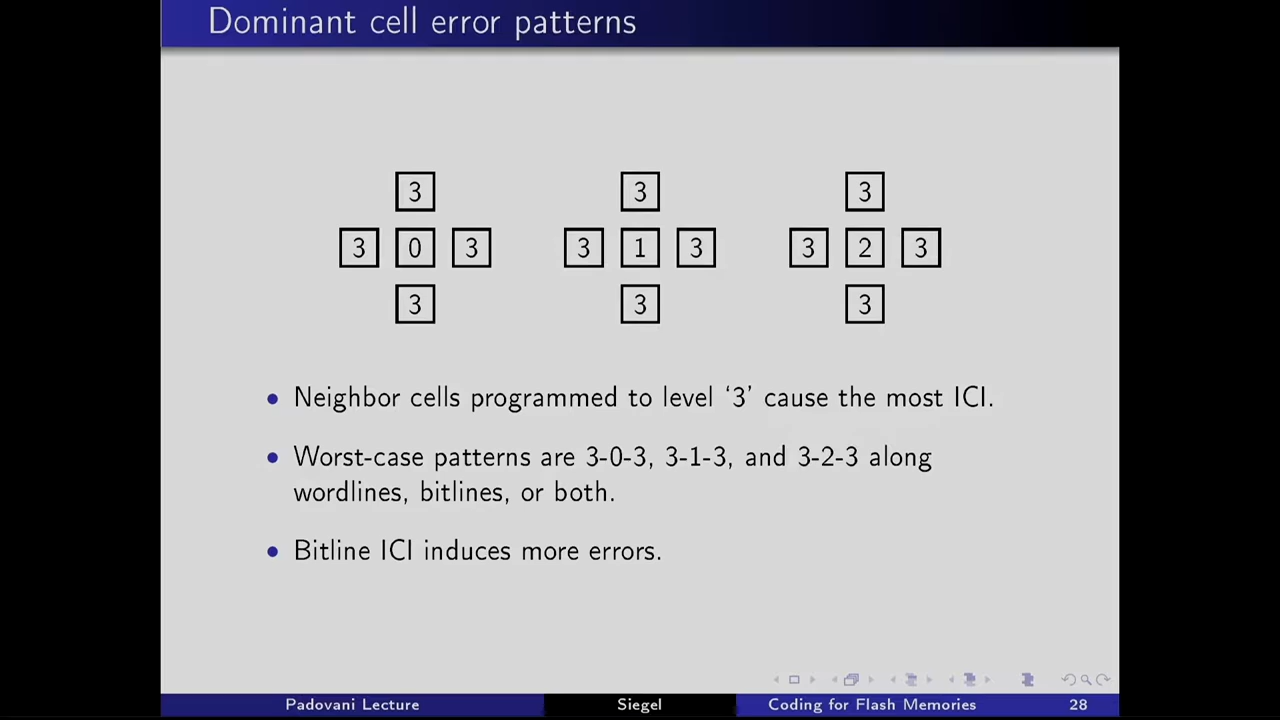 Dominant cell error patterns
3 3 3
3 0 3 3 1 3 3 2 3
3 3 3
• Neighbor cells programmed to level ‘3’ cause the most ICI.
• Worst-case patterns are 3-0-3, 3-1-3, and 3-2-3 along
wordlines, bitlines, or both.
• Bitline ICI induces more errors.
Padovani Lecture Siegel Coding for Flash Memories 28